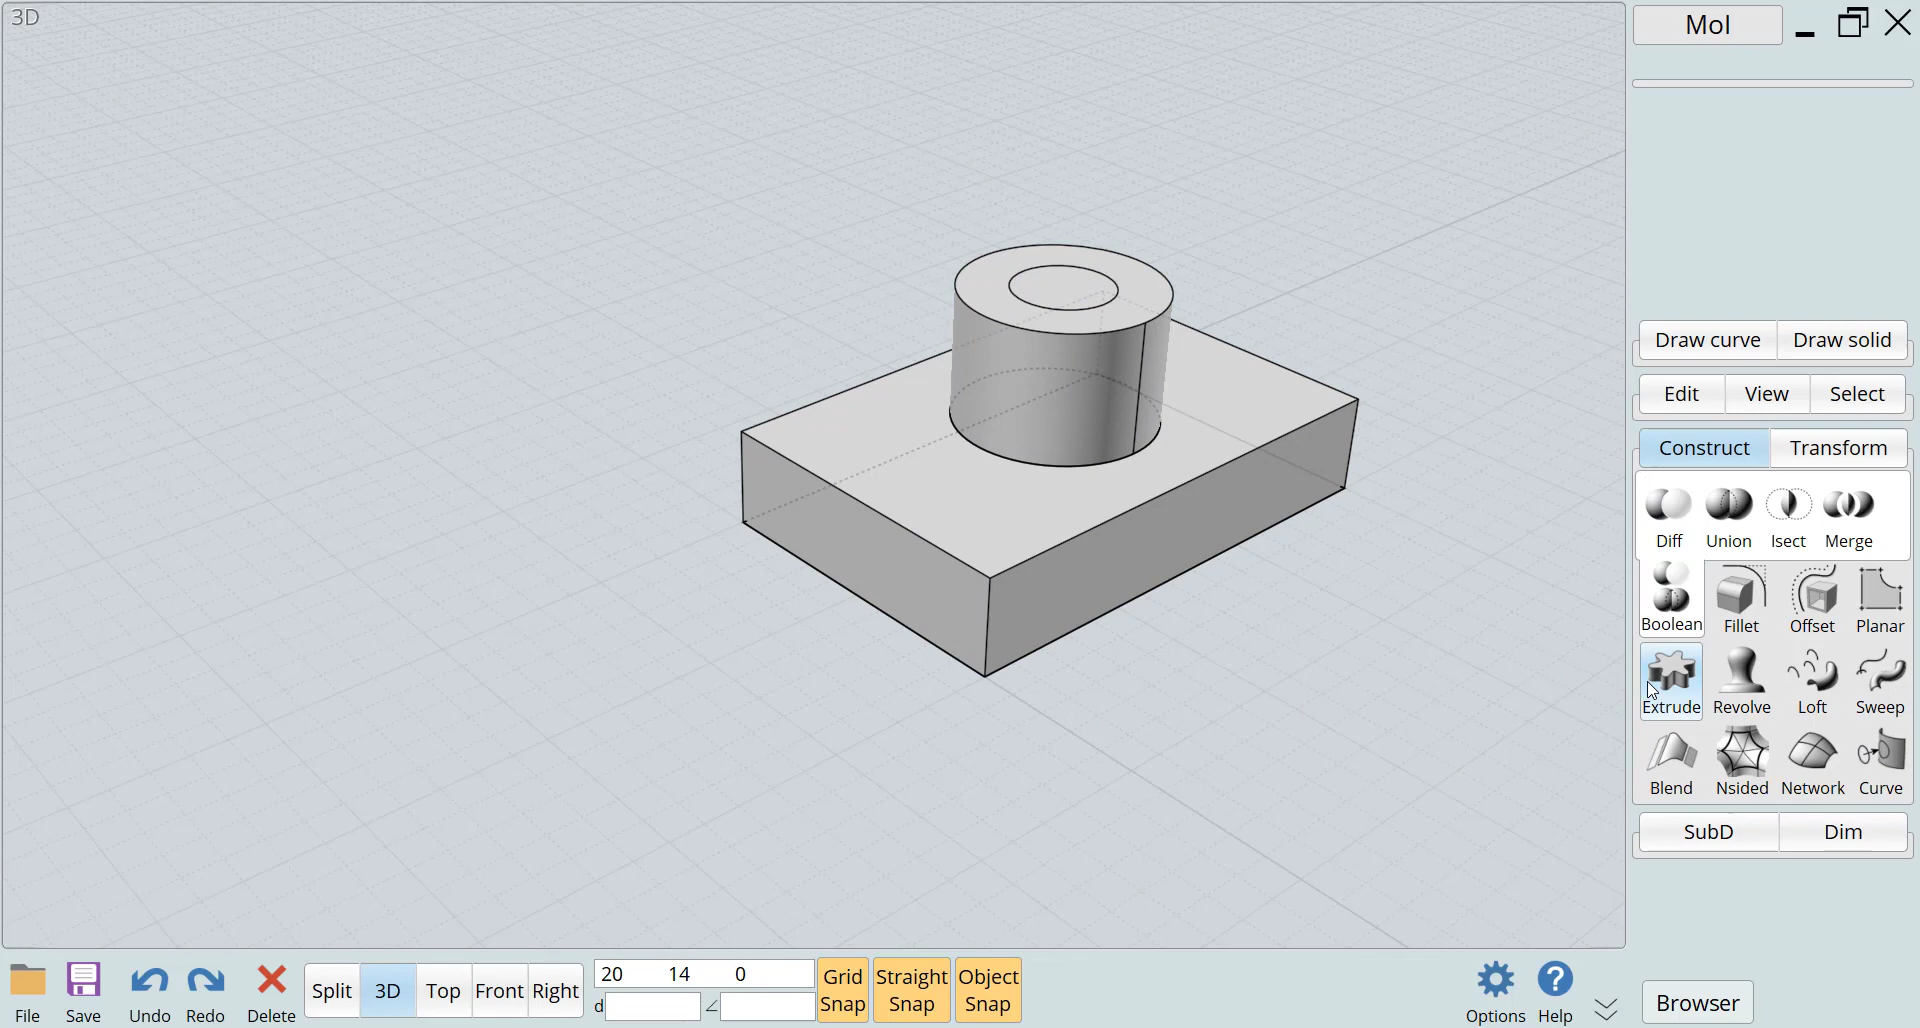 3D
MoI
Draw curve Draw solid
Edit View Select
Construct Transform
Diff Union Isect Merge
Boolean Fillet Offset Planar
Extrude Revolve Loft Sweep
Blend Nsided Network Curve
SubD Dim
File Save Undo Redo Delete
Split 3D Top Front Right
20 14 0
d ∠
Grid Snap
Straight Snap
Object Snap
Options Help
Browser